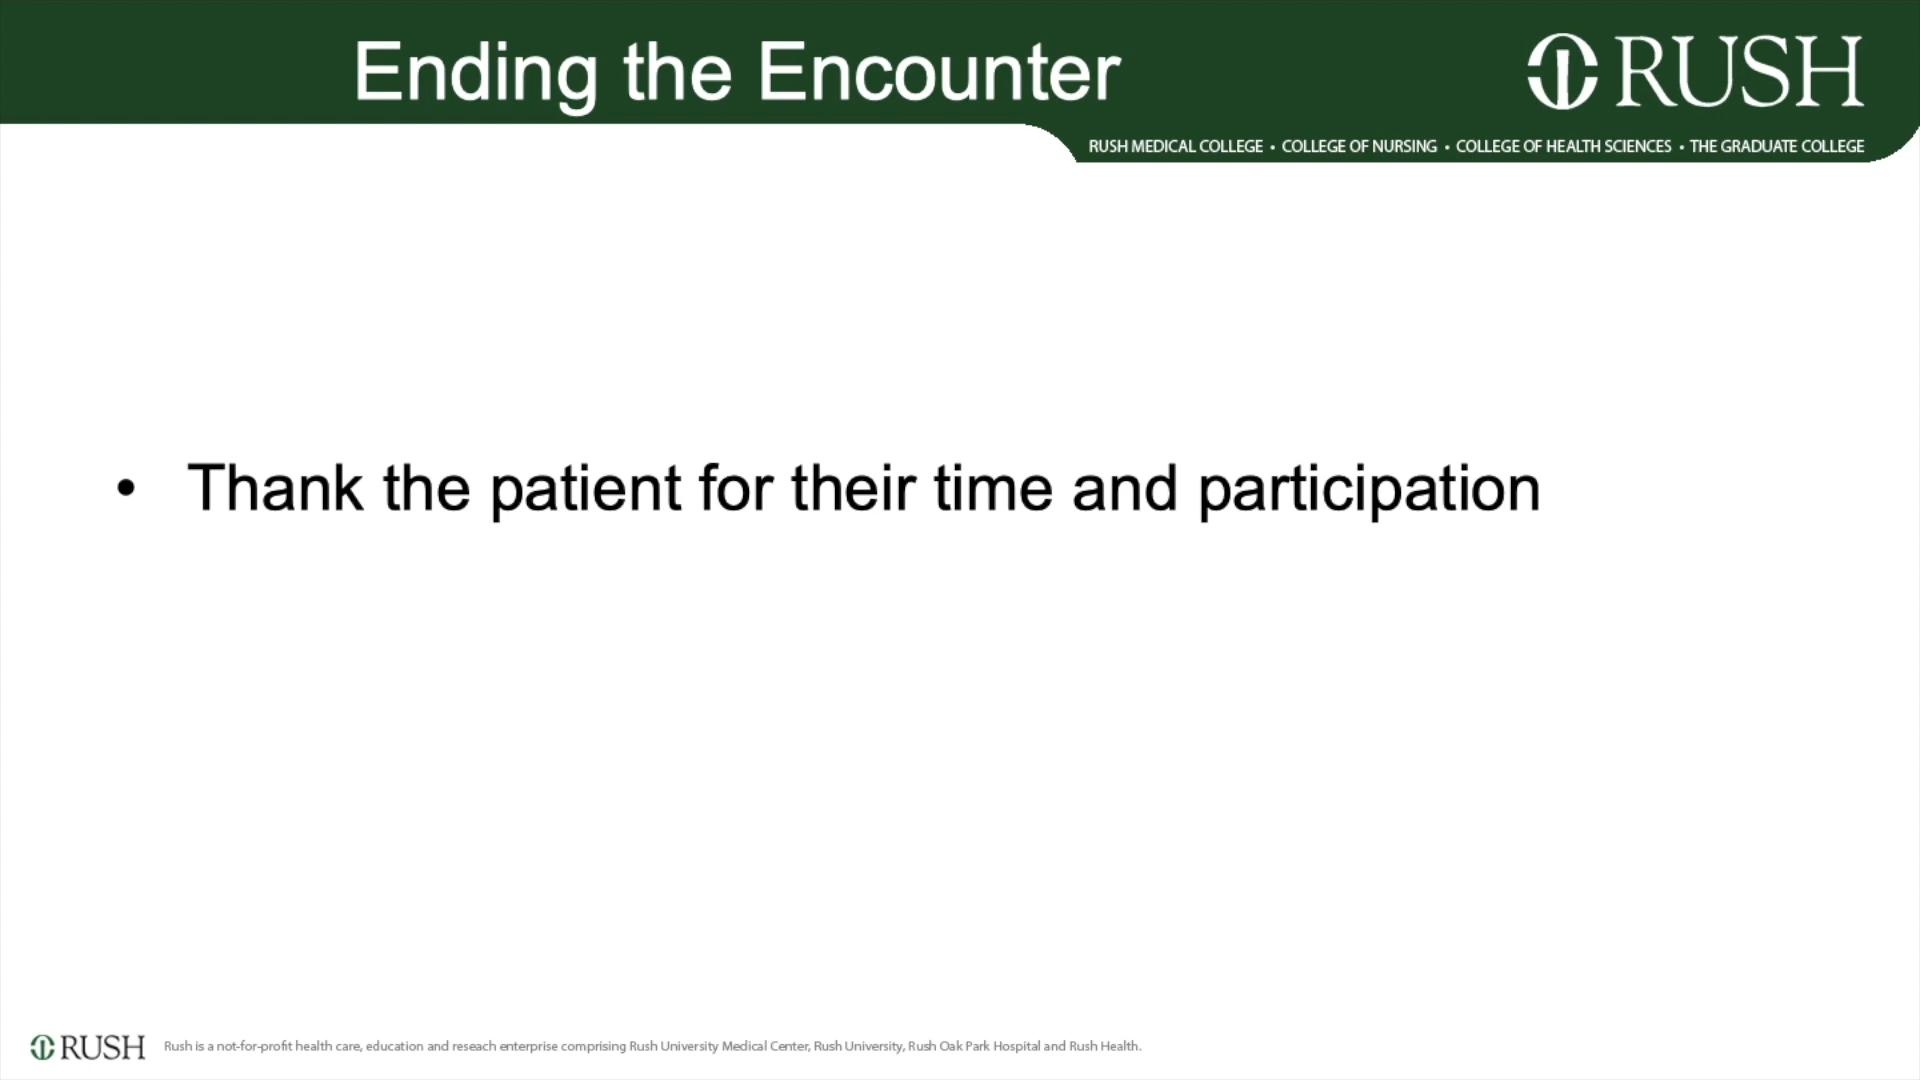 Ending the Encounter
RUSH
RUSH MEDICAL COLLEGE • COLLEGE OF NURSING • COLLEGE OF HEALTH SCIENCES • THE GRADUATE COLLEGE
• Thank the patient for their time and participation
RUSH Rush is a not-for-profit health care, education and reseach enterprise comprising Rush University Medical Center, Rush University, Rush Oak Park Hospital and Rush Health.